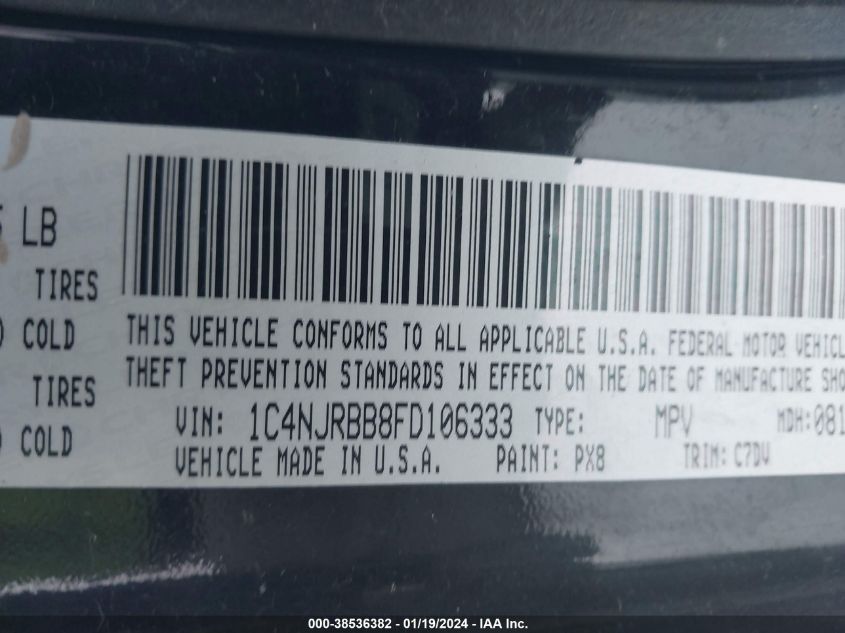 LB
TIRES
COLD
TIRES
COLD
THIS VEHICLE CONFORMS TO ALL APPLICABLE U.S.A. FEDERAL MOTOR VEHICL
THEFT PREVENTION STANDARDS IN EFFECT ON THE DATE OF MANUFACTURE SHO
VIN: 1C4NJRBB8FD106333 TYPE: MPV MDH:081
VEHICLE MADE IN U.S.A. PAINT: PX8 TRIM: C7DV
000-38536382 - 01/19/2024 - IAA Inc.